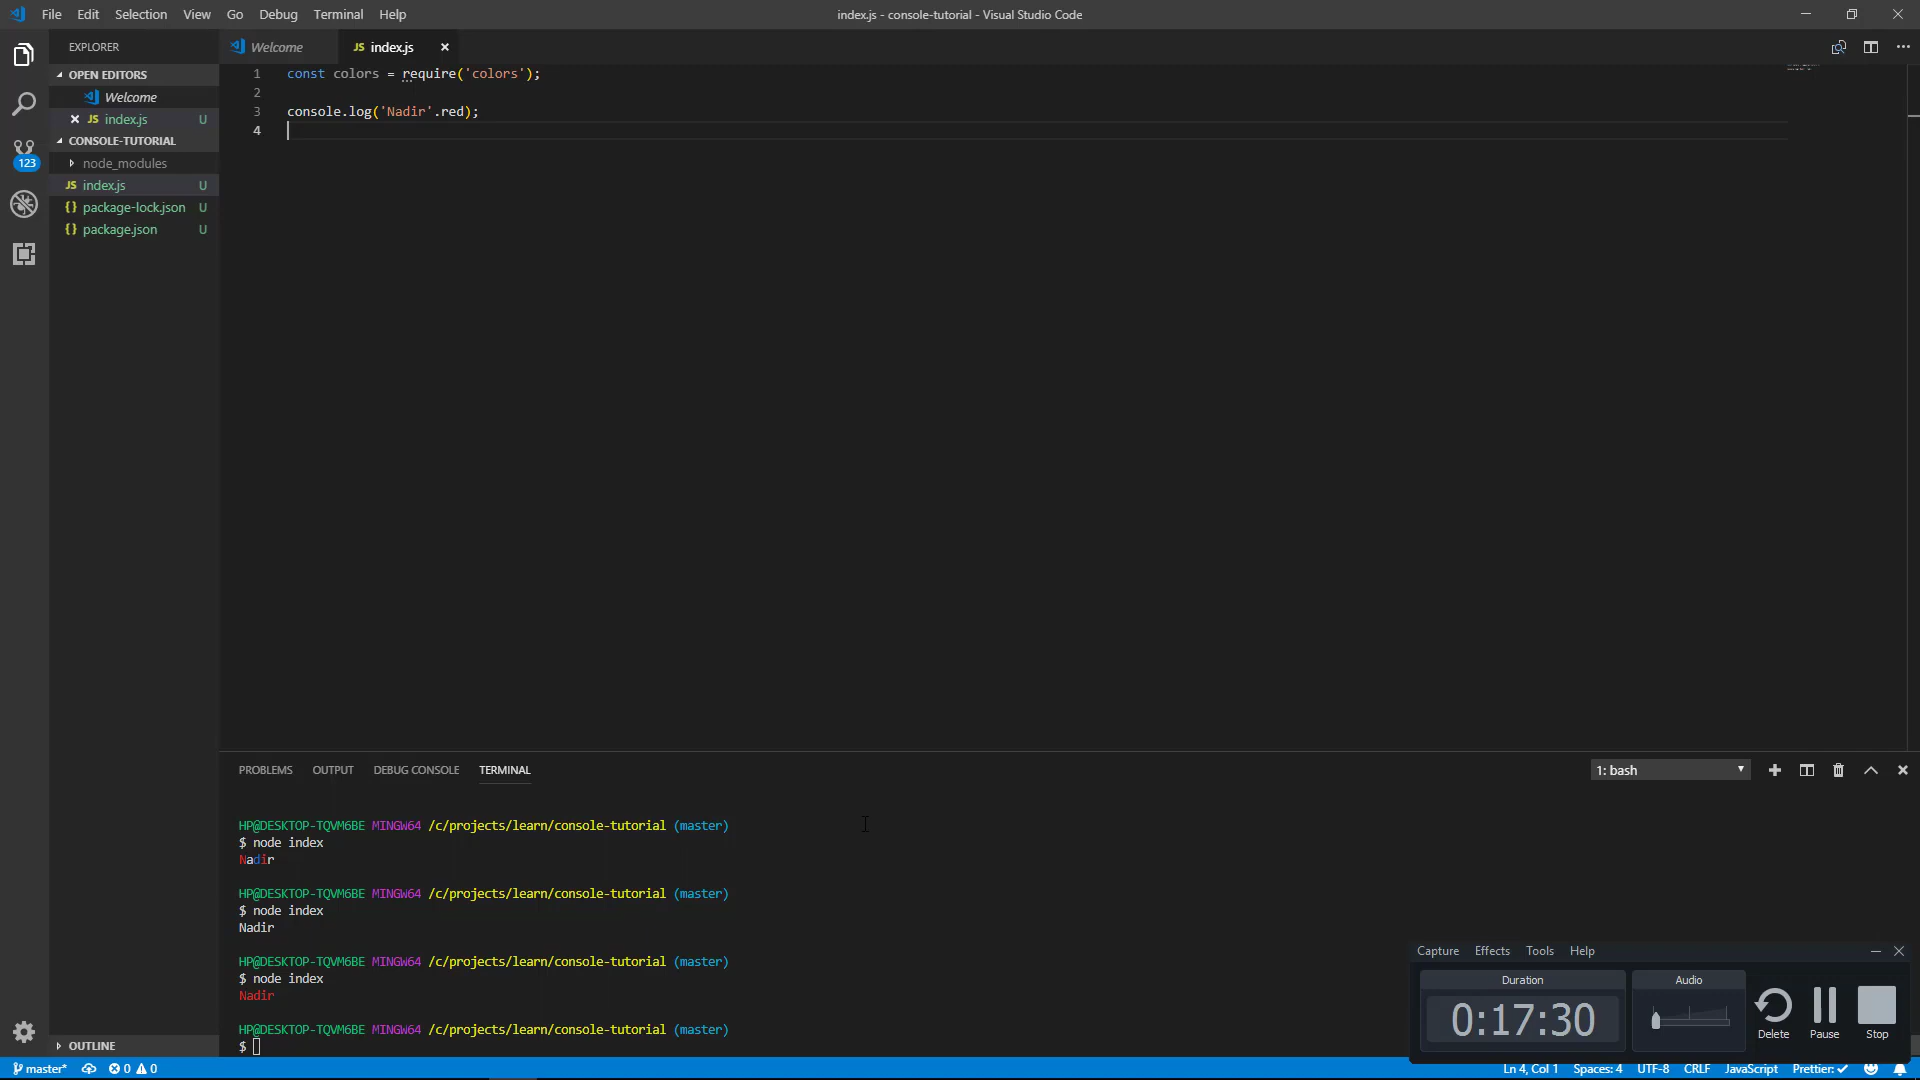 File Edit Selection View Go Debug Terminal Help
index.js - console-tutorial - Visual Studio Code
EXPLORER
OPEN EDITORS
Welcome
JS index.js U
CONSOLE-TUTORIAL
node_modules
JS index.js U
{} package-lock.json U
{} package.json U
OUTLINE
123
Welcome
JS index.js
1 const colors = require('colors');
2
3 console.log('Nadir'.red);
4
PROBLEMS OUTPUT DEBUG CONSOLE TERMINAL
1: bash
HP@DESKTOP-TQVM6BE MINGW64 /c/projects/learn/console-tutorial (master)
$ node index
Nadir
HP@DESKTOP-TQVM6BE MINGW64 /c/projects/learn/console-tutorial (master)
$ node index
Nadir
HP@DESKTOP-TQVM6BE MINGW64 /c/projects/learn/console-tutorial (master)
$ node index
Nadir
HP@DESKTOP-TQVM6BE MINGW64 /c/projects/learn/console-tutorial (master)
$
Capture Effects Tools Help
Duration
0:17:30
Audio
Delete Pause Stop
master* 0 0
Ln 4, Col 1 Spaces: 4 UTF-8 CRLF JavaScript Prettier: ✓